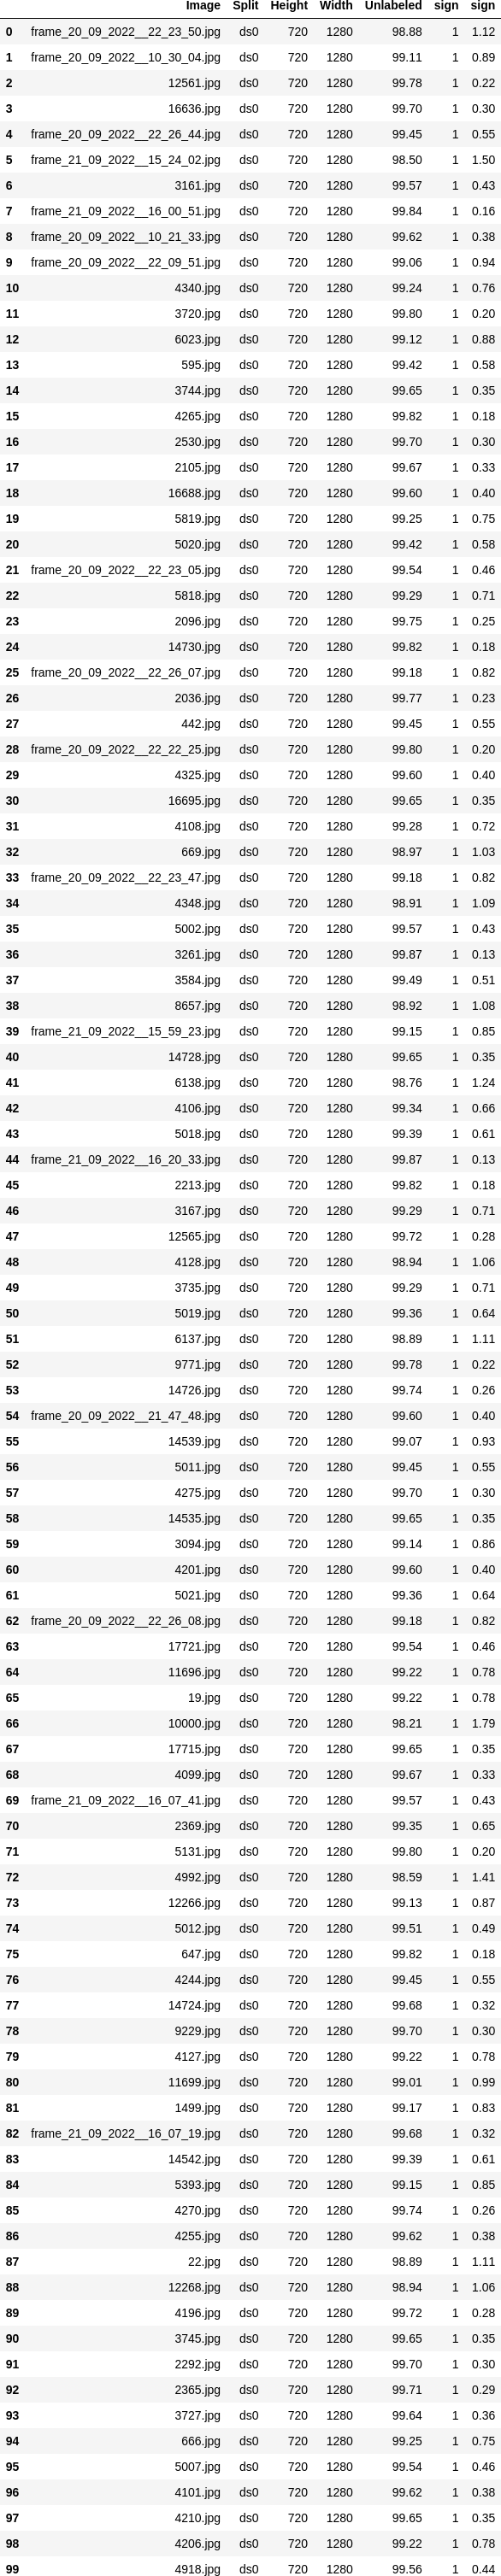 Image Split Height Width Unlabeled sign sign
0 frame_20_09_2022__22_23_50.jpg ds0 720 1280 98.88 1 1.12
1 frame_20_09_2022__10_30_04.jpg ds0 720 1280 99.11 1 0.89
2 12561.jpg ds0 720 1280 99.78 1 0.22
3 16636.jpg ds0 720 1280 99.70 1 0.30
4 frame_20_09_2022__22_26_44.jpg ds0 720 1280 99.45 1 0.55
5 frame_21_09_2022__15_24_02.jpg ds0 720 1280 98.50 1 1.50
6 3161.jpg ds0 720 1280 99.57 1 0.43
7 frame_21_09_2022__16_00_51.jpg ds0 720 1280 99.84 1 0.16
8 frame_20_09_2022__10_21_33.jpg ds0 720 1280 99.62 1 0.38
9 frame_20_09_2022__22_09_51.jpg ds0 720 1280 99.06 1 0.94
10 4340.jpg ds0 720 1280 99.24 1 0.76
11 3720.jpg ds0 720 1280 99.80 1 0.20
12 6023.jpg ds0 720 1280 99.12 1 0.88
13 595.jpg ds0 720 1280 99.42 1 0.58
14 3744.jpg ds0 720 1280 99.65 1 0.35
15 4265.jpg ds0 720 1280 99.82 1 0.18
16 2530.jpg ds0 720 1280 99.70 1 0.30
17 2105.jpg ds0 720 1280 99.67 1 0.33
18 16688.jpg ds0 720 1280 99.60 1 0.40
19 5819.jpg ds0 720 1280 99.25 1 0.75
20 5020.jpg ds0 720 1280 99.42 1 0.58
21 frame_20_09_2022__22_23_05.jpg ds0 720 1280 99.54 1 0.46
22 5818.jpg ds0 720 1280 99.29 1 0.71
23 2096.jpg ds0 720 1280 99.75 1 0.25
24 14730.jpg ds0 720 1280 99.82 1 0.18
25 frame_20_09_2022__22_26_07.jpg ds0 720 1280 99.18 1 0.82
26 2036.jpg ds0 720 1280 99.77 1 0.23
27 442.jpg ds0 720 1280 99.45 1 0.55
28 frame_20_09_2022__22_22_25.jpg ds0 720 1280 99.80 1 0.20
29 4325.jpg ds0 720 1280 99.60 1 0.40
30 16695.jpg ds0 720 1280 99.65 1 0.35
31 4108.jpg ds0 720 1280 99.28 1 0.72
32 669.jpg ds0 720 1280 98.97 1 1.03
33 frame_20_09_2022__22_23_47.jpg ds0 720 1280 99.18 1 0.82
34 4348.jpg ds0 720 1280 98.91 1 1.09
35 5002.jpg ds0 720 1280 99.57 1 0.43
36 3261.jpg ds0 720 1280 99.87 1 0.13
37 3584.jpg ds0 720 1280 99.49 1 0.51
38 8657.jpg ds0 720 1280 98.92 1 1.08
39 frame_21_09_2022__15_59_23.jpg ds0 720 1280 99.15 1 0.85
40 14728.jpg ds0 720 1280 99.65 1 0.35
41 6138.jpg ds0 720 1280 98.76 1 1.24
42 4106.jpg ds0 720 1280 99.34 1 0.66
43 5018.jpg ds0 720 1280 99.39 1 0.61
44 frame_21_09_2022__16_20_33.jpg ds0 720 1280 99.87 1 0.13
45 2213.jpg ds0 720 1280 99.82 1 0.18
46 3167.jpg ds0 720 1280 99.29 1 0.71
47 12565.jpg ds0 720 1280 99.72 1 0.28
48 4128.jpg ds0 720 1280 98.94 1 1.06
49 3735.jpg ds0 720 1280 99.29 1 0.71
50 5019.jpg ds0 720 1280 99.36 1 0.64
51 6137.jpg ds0 720 1280 98.89 1 1.11
52 9771.jpg ds0 720 1280 99.78 1 0.22
53 14726.jpg ds0 720 1280 99.74 1 0.26
54 frame_20_09_2022__21_47_48.jpg ds0 720 1280 99.60 1 0.40
55 14539.jpg ds0 720 1280 99.07 1 0.93
56 5011.jpg ds0 720 1280 99.45 1 0.55
57 4275.jpg ds0 720 1280 99.70 1 0.30
58 14535.jpg ds0 720 1280 99.65 1 0.35
59 3094.jpg ds0 720 1280 99.14 1 0.86
60 4201.jpg ds0 720 1280 99.60 1 0.40
61 5021.jpg ds0 720 1280 99.36 1 0.64
62 frame_20_09_2022__22_26_08.jpg ds0 720 1280 99.18 1 0.82
63 17721.jpg ds0 720 1280 99.54 1 0.46
64 11696.jpg ds0 720 1280 99.22 1 0.78
65 19.jpg ds0 720 1280 99.22 1 0.78
66 10000.jpg ds0 720 1280 98.21 1 1.79
67 17715.jpg ds0 720 1280 99.65 1 0.35
68 4099.jpg ds0 720 1280 99.67 1 0.33
69 frame_21_09_2022__16_07_41.jpg ds0 720 1280 99.57 1 0.43
70 2369.jpg ds0 720 1280 99.35 1 0.65
71 5131.jpg ds0 720 1280 99.80 1 0.20
72 4992.jpg ds0 720 1280 98.59 1 1.41
73 12266.jpg ds0 720 1280 99.13 1 0.87
74 5012.jpg ds0 720 1280 99.51 1 0.49
75 647.jpg ds0 720 1280 99.82 1 0.18
76 4244.jpg ds0 720 1280 99.45 1 0.55
77 14724.jpg ds0 720 1280 99.68 1 0.32
78 9229.jpg ds0 720 1280 99.70 1 0.30
79 4127.jpg ds0 720 1280 99.22 1 0.78
80 11699.jpg ds0 720 1280 99.01 1 0.99
81 1499.jpg ds0 720 1280 99.17 1 0.83
82 frame_21_09_2022__16_07_19.jpg ds0 720 1280 99.68 1 0.32
83 14542.jpg ds0 720 1280 99.39 1 0.61
84 5393.jpg ds0 720 1280 99.15 1 0.85
85 4270.jpg ds0 720 1280 99.74 1 0.26
86 4255.jpg ds0 720 1280 99.62 1 0.38
87 22.jpg ds0 720 1280 98.89 1 1.11
88 12268.jpg ds0 720 1280 98.94 1 1.06
89 4196.jpg ds0 720 1280 99.72 1 0.28
90 3745.jpg ds0 720 1280 99.65 1 0.35
91 2292.jpg ds0 720 1280 99.70 1 0.30
92 2365.jpg ds0 720 1280 99.71 1 0.29
93 3727.jpg ds0 720 1280 99.64 1 0.36
94 666.jpg ds0 720 1280 99.25 1 0.75
95 5007.jpg ds0 720 1280 99.54 1 0.46
96 4101.jpg ds0 720 1280 99.62 1 0.38
97 4210.jpg ds0 720 1280 99.65 1 0.35
98 4206.jpg ds0 720 1280 99.22 1 0.78
99 4918.jpg ds0 720 1280 99.56 1 0.44